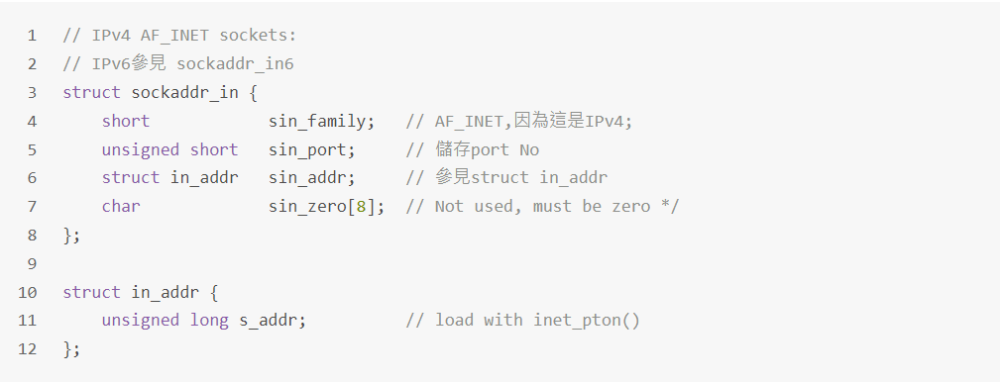 1 // IPv4 AF_INET sockets:
2 // IPv6參見 sockaddr_in6
3 struct sockaddr_in {
4     short            sin_family;   // AF_INET,因為這是IPv4;
5     unsigned short   sin_port;     // 儲存port No
6     struct in_addr   sin_addr;     // 參見struct in_addr
7     char             sin_zero[8];  // Not used, must be zero */
8 };
9
10 struct in_addr {
11     unsigned long s_addr;          // load with inet_pton()
12 };